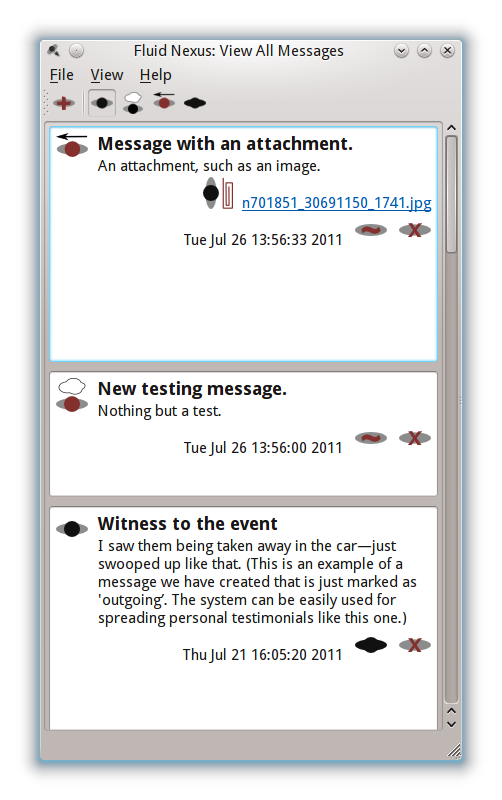 Fluid Nexus: View All Messages
File View Help
Message with an attachment.
An attachment, such as an image.
n701851_30691150_1741.jpg
Tue Jul 26 13:56:33 2011
New testing message.
Nothing but a test.
Tue Jul 26 13:56:00 2011
Witness to the event
I saw them being taken away in the car—just
swooped up like that. (This is an example of a
message we have created that is just marked as
'outgoing’. The system can be easily used for
spreading personal testimonials like this one.)
Thu Jul 21 16:05:20 2011